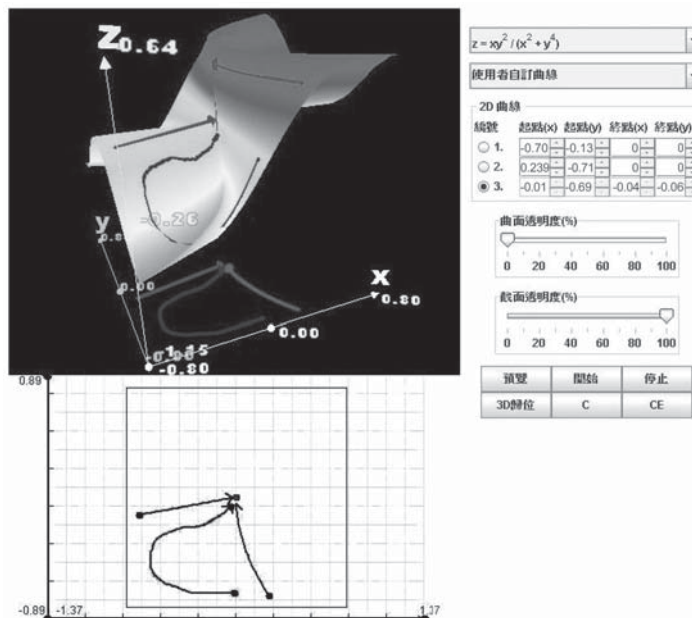 Z 0.64
y
-0.26
0.00
X
0.80
0.00
-1.15
-0.80
z = xy² / (x² + y⁴)
使用者自訂曲線
2D 曲線
編號 起點(x) 起點(y) 終點(x) 終點(y)
1. -0.70 -0.13 0 0
2. 0.239 -0.71 0 0
3. -0.01 -0.69 -0.04 -0.06
曲面透明度(%)
0 20 40 60 80 100
截面透明度(%)
0 20 40 60 80 100
預覽 開始 停止
3D歸位 C CE
0.89
-0.89 -1.37 1.37